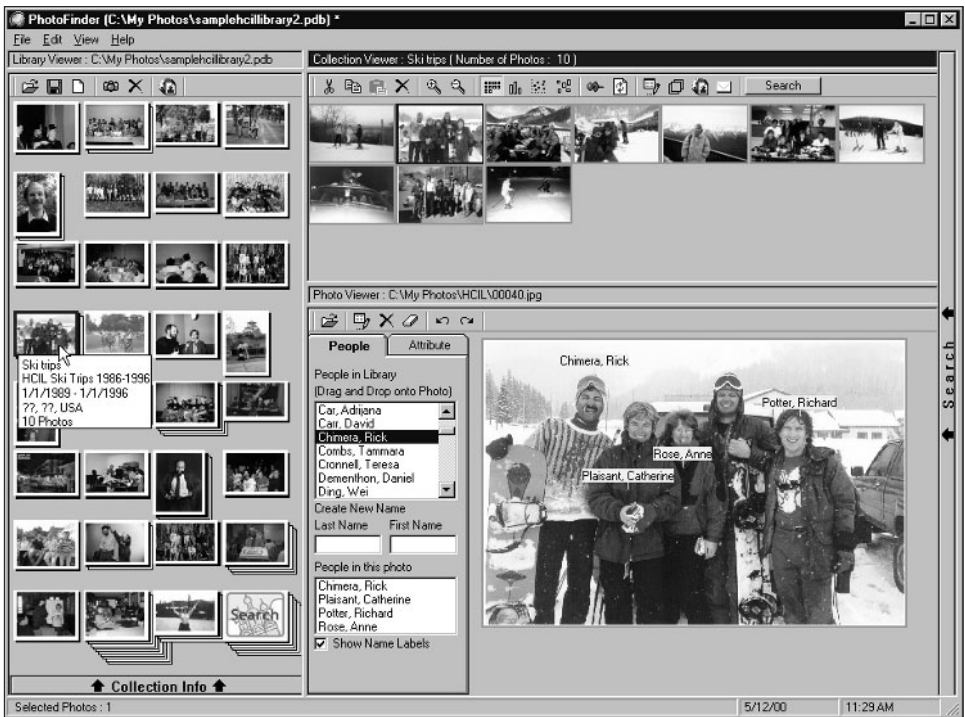 PhotoFinder (C:\My Photos\samplehcillibrary2.pdb) *
File Edit View Help
Library Viewer : C:\My Photos\samplehcillibrary2.pdb
Collection Viewer : Ski trips ( Number of Photos : 10 )
Search
Ski trips
HCIL Ski Trips 1986-1996
1/1/1989 - 1/1/1996
??, ??, USA
10 Photos
Search
Collection Info
Photo Viewer : C:\My Photos\HCIL\00040.jpg
People Attribute
People in Library
(Drag and Drop onto Photo)
Car, Adrijana
Carr, David
Chimera, Rick
Combs, Tammara
Cronnell, Teresa
Dementhon, Daniel
Ding, Wei
Create New Name
Last Name First Name
People in this photo
Chimera, Rick
Plaisant, Catherine
Potter, Richard
Rose, Anne
Show Name Labels
Chimera, Rick
Potter, Richard
Rose, Anne
Plaisant, Catherine
Search
Selected Photos : 1
5/12/00 11:29 AM